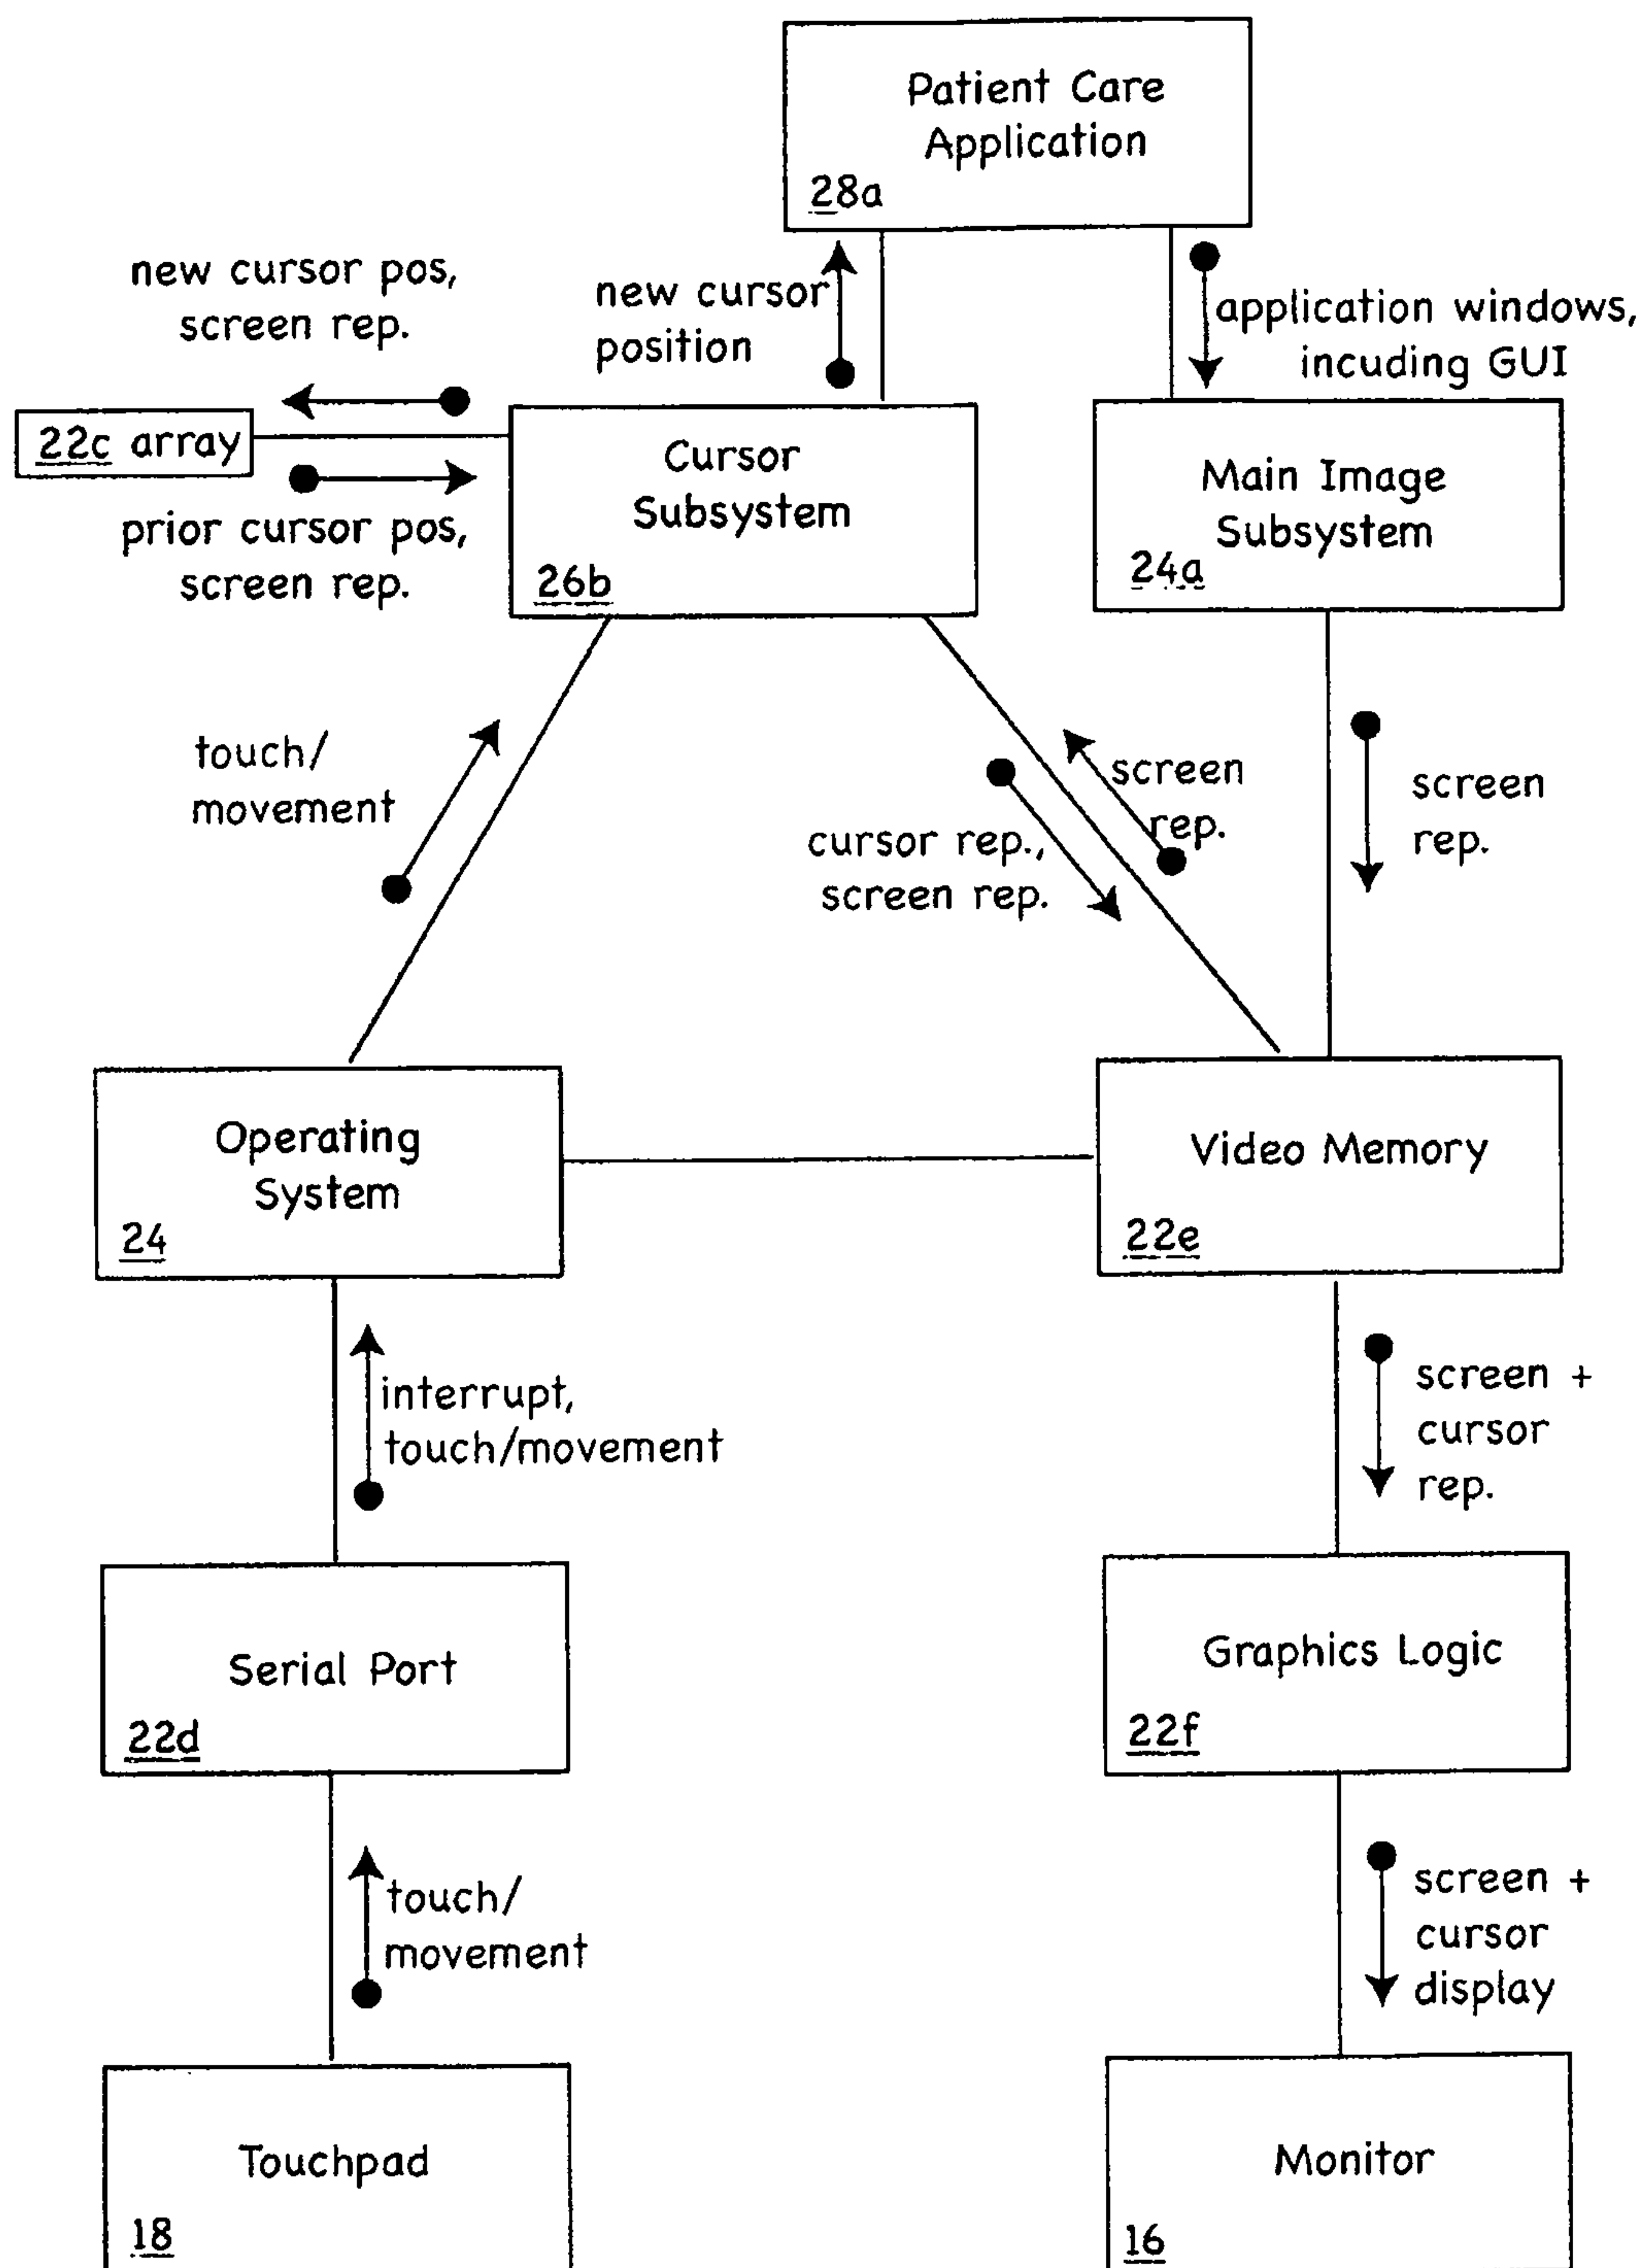 Patient Care
Application
28a
new cursor pos,
screen rep.
new cursor
position
application windows,
incuding GUI
22c array
prior cursor pos,
screen rep.
Cursor
Subsystem
26b
Main Image
Subsystem
24a
touch/
movement
cursor rep.,
screen rep.
screen
rep.
screen
rep.
Operating
System
24
Video Memory
22e
interrupt,
touch/movement
screen +
cursor
rep.
Serial Port
22d
Graphics Logic
22f
touch/
movement
screen +
cursor
display
Touchpad
18
Monitor
16